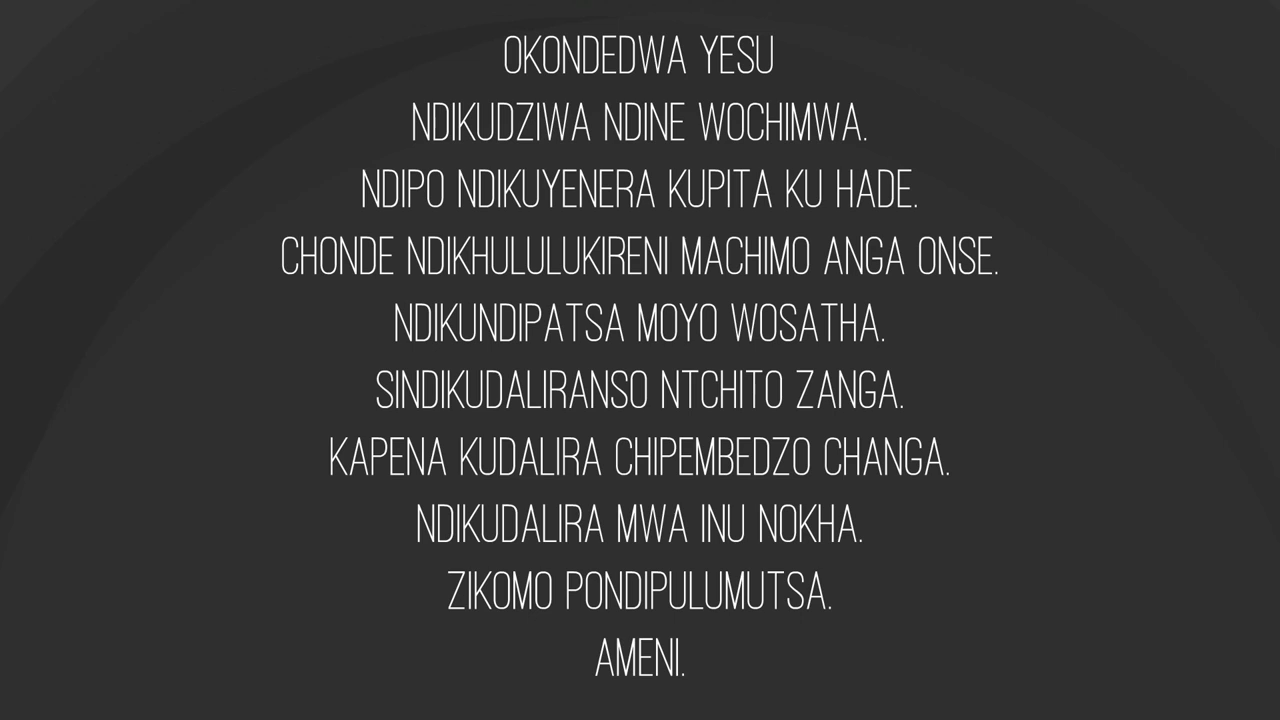 OKONDEDWA YESU
NDIKUDZIWA NDINE WOCHIMWA.
NDIPO NDIKUYENERA KUPITA KU HADE.
CHONDE NDIKHULULUKIRENI MACHIMO ANGA ONSE.
NDIKUNDIPATSA MOYO WOSATHA.
SINDIKUDALIRANSO NTCHITO ZANGA.
KAPENA KUDALIRA CHIPEMBEDZO CHANGA.
NDIKUDALIRA MWA INU NOKHA.
ZIKOMO PONDIPULUMUTSA.
AMENI.